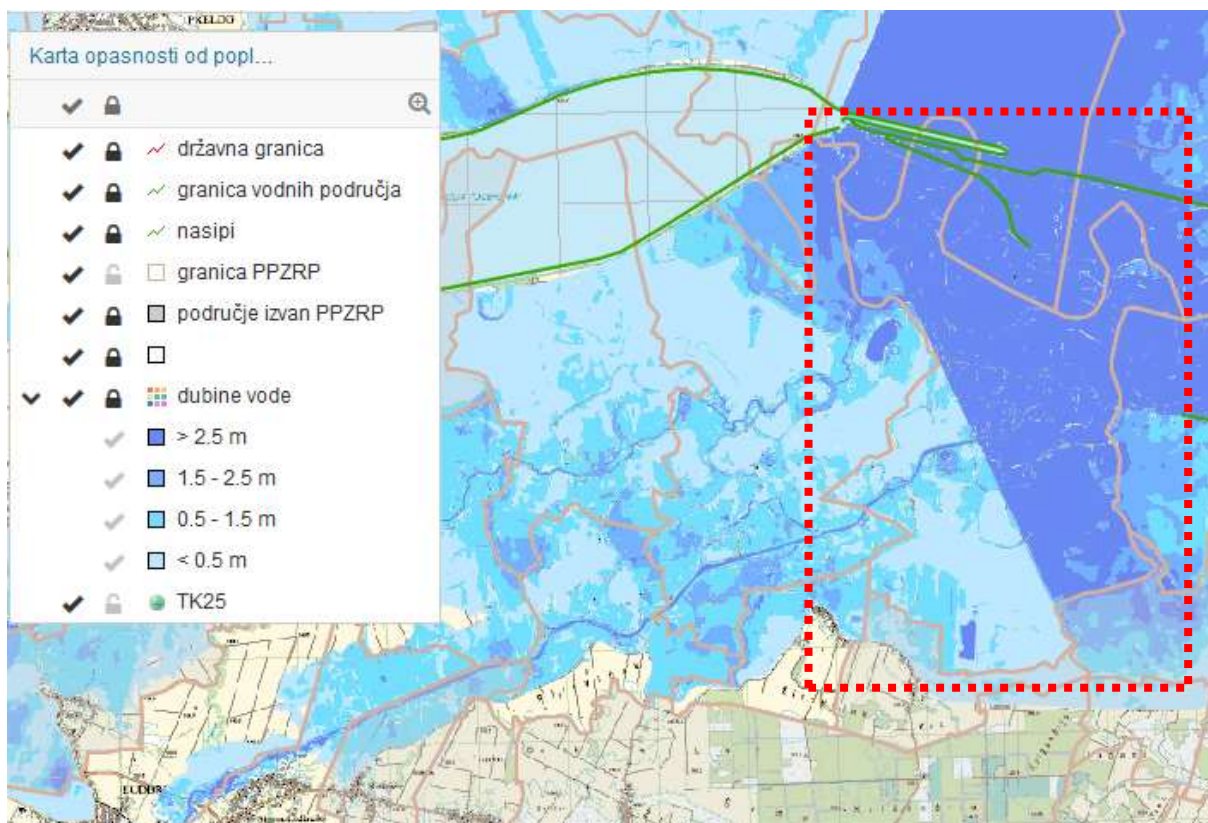 PRELOG
Karta opasnosti od popl...
državna granica
granica vodnih područja
nasipi
granica PPZRP
područje izvan PPZRP
dubine vode
> 2.5 m
1.5 - 2.5 m
0.5 - 1.5 m
< 0.5 m
TK25